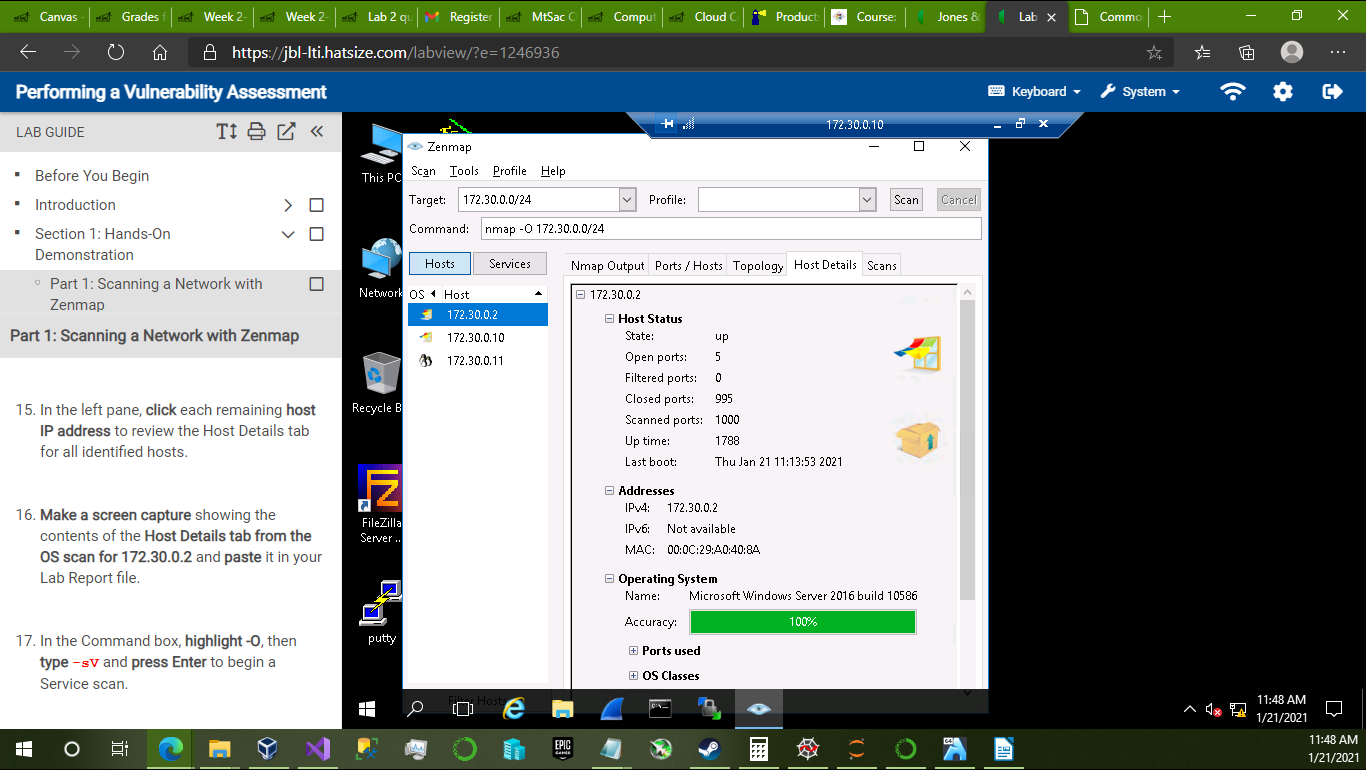 Canvas
Grades f
Week 2-
Week 2-
Lab 2 qu
Register
MtSac C
Comput
Cloud C
Product
Course:
Jones &
Lab
Commo
https://jbl-lti.hatsize.com/labview/?e=1246936
Performing a Vulnerability Assessment
Keyboard
System
LAB GUIDE
Before You Begin
Introduction
Section 1: Hands-On
Demonstration
Part 1: Scanning a Network with
Zenmap
Part 1: Scanning a Network with Zenmap
15. In the left pane, click each remaining host
IP address to review the Host Details tab
for all identified hosts.
16. Make a screen capture showing the
contents of the Host Details tab from the
OS scan for 172.30.0.2 and paste it in your
Lab Report file.
17. In the Command box, highlight -O, then
type -sV and press Enter to begin a
Service scan.
172.30.0.10
This PC
Network
Recycle B
FileZilla
Server ...
putty
Zenmap
Scan Tools Profile Help
Target: 172.30.0.0/24 Profile: Scan Cancel
Command: nmap -O 172.30.0.0/24
Hosts Services
Nmap Output Ports / Hosts Topology Host Details Scans
OS Host
172.30.0.2
172.30.0.10
172.30.0.11
172.30.0.2
Host Status
State: up
Open ports: 5
Filtered ports: 0
Closed ports: 995
Scanned ports: 1000
Up time: 1788
Last boot: Thu Jan 21 11:13:53 2021
Addresses
IPv4: 172.30.0.2
IPv6: Not available
MAC: 00:0C:29:A0:40:8A
Operating System
Name: Microsoft Windows Server 2016 build 10586
Accuracy: 100%
Ports used
OS Classes
Filter Hosts
11:48 AM
1/21/2021
EPIC
GAMES
11:48 AM
1/21/2021